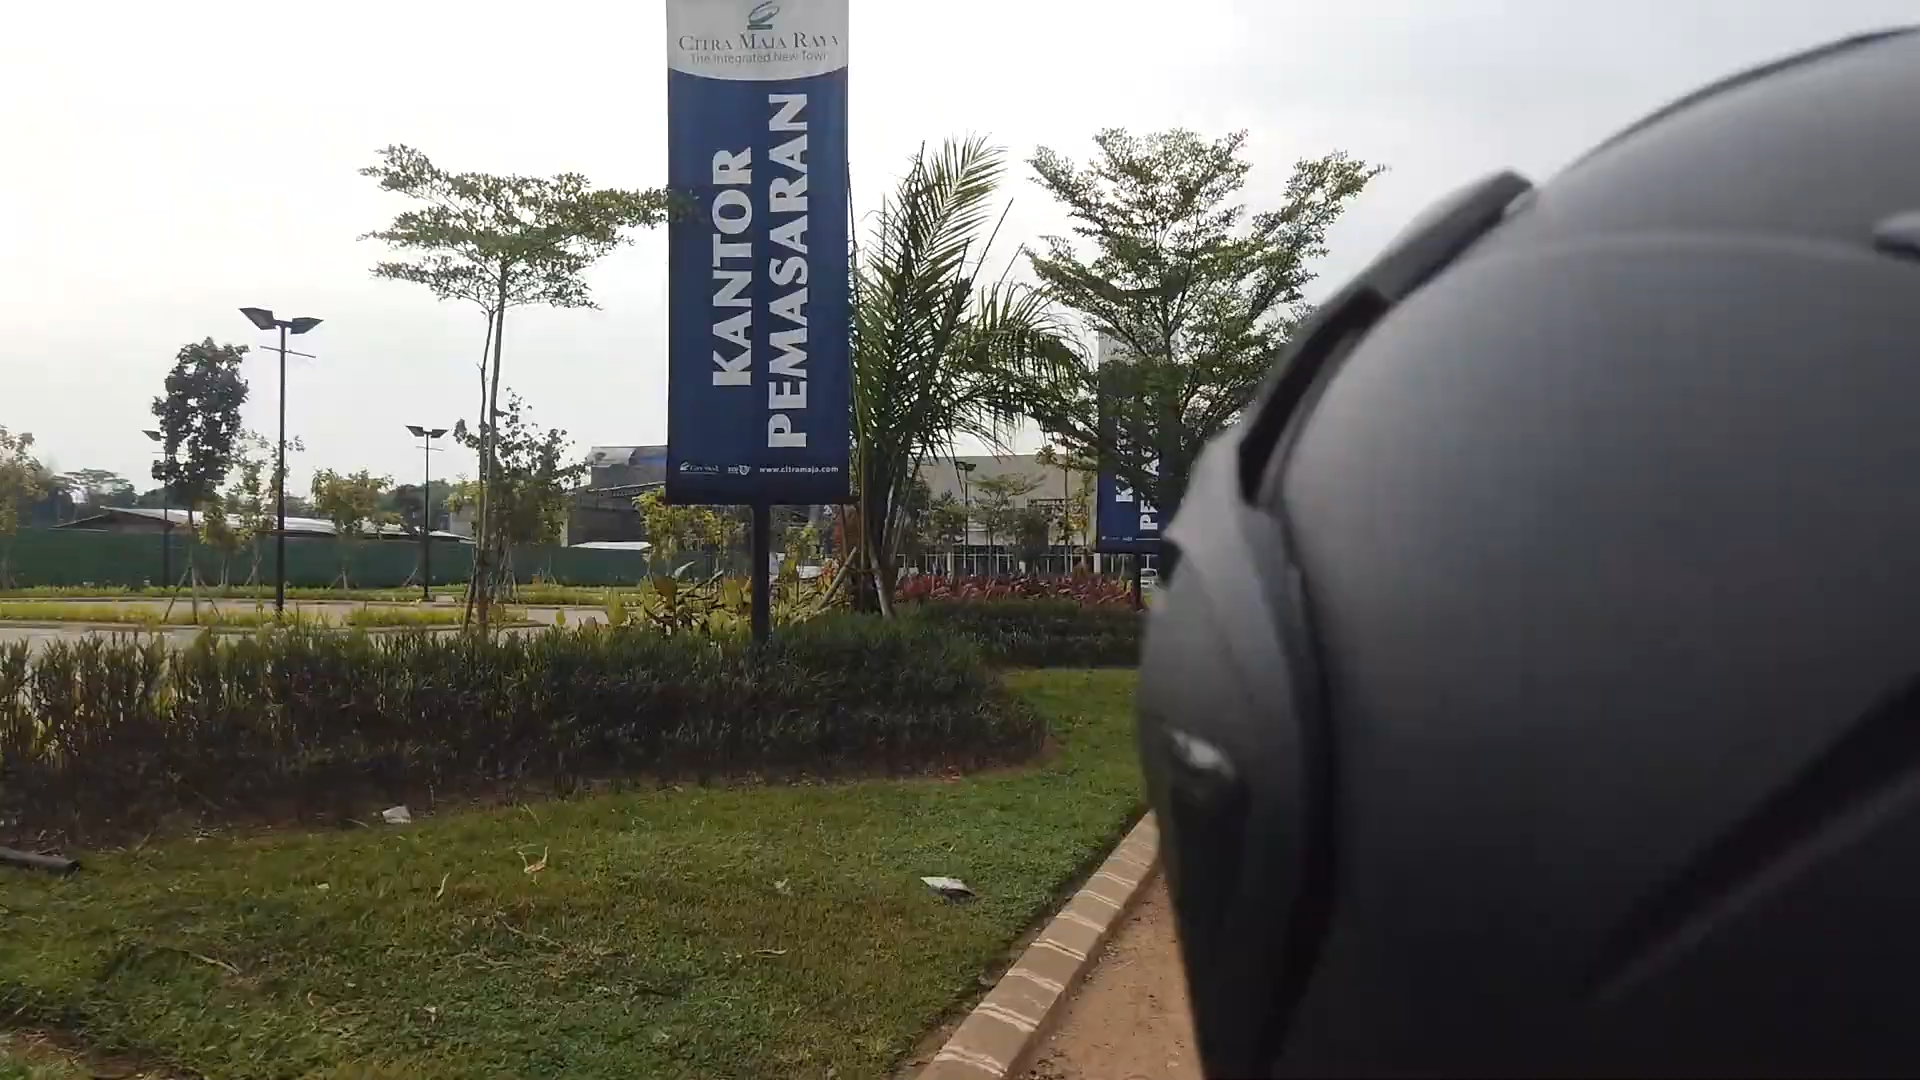 CITRA MAJA RAYA
The Integrated New Town
KANTOR
PEMASARAN
www.citramaja.com